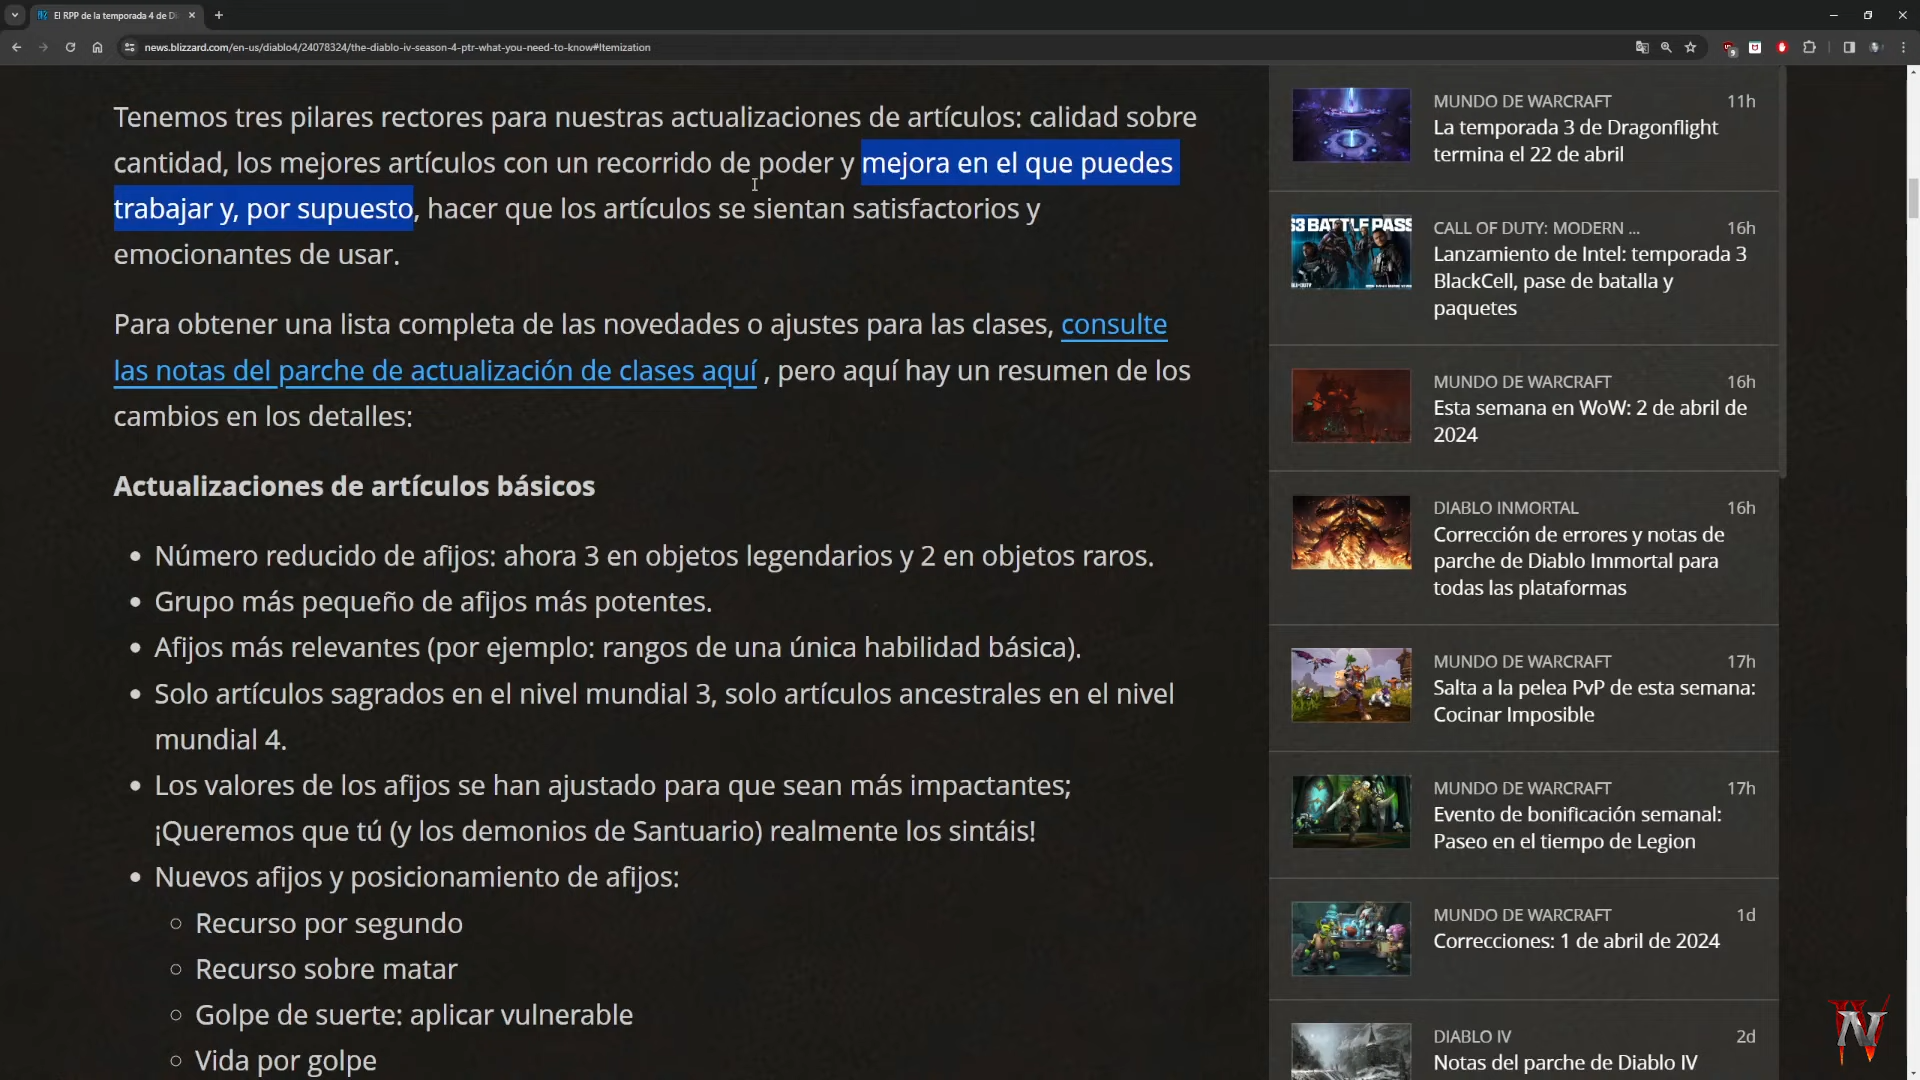 El RPP de la temporada 4 de Di
news.blizzard.com/en-us/diablo4/24078324/the-diablo-iv-season-4-ptr-what-you-need-to-know#Itemization
Tenemos tres pilares rectores para nuestras actualizaciones de artículos: calidad sobre
cantidad, los mejores artículos con un recorrido de poder y mejora en el que puedes
trabajar y, por supuesto, hacer que los artículos se sientan satisfactorios y
emocionantes de usar.
Para obtener una lista completa de las novedades o ajustes para las clases, consulte
las notas del parche de actualización de clases aquí , pero aquí hay un resumen de los
cambios en los detalles:
Actualizaciones de artículos básicos
• Número reducido de afijos: ahora 3 en objetos legendarios y 2 en objetos raros.
• Grupo más pequeño de afijos más potentes.
• Afijos más relevantes (por ejemplo: rangos de una única habilidad básica).
• Solo artículos sagrados en el nivel mundial 3, solo artículos ancestrales en el nivel
mundial 4.
• Los valores de los afijos se han ajustado para que sean más impactantes;
¡Queremos que tú (y los demonios de Santuario) realmente los sintáis!
• Nuevos afijos y posicionamiento de afijos:
○ Recurso por segundo
○ Recurso sobre matar
○ Golpe de suerte: aplicar vulnerable
○ Vida por golpe
MUNDO DE WARCRAFT 11h
La temporada 3 de Dragonflight
termina el 22 de abril
S3 BATTLE PASS
CALL OF DUTY: MODERN ... 16h
Lanzamiento de Intel: temporada 3
BlackCell, pase de batalla y
paquetes
MUNDO DE WARCRAFT 16h
Esta semana en WoW: 2 de abril de
2024
DIABLO INMORTAL 16h
Corrección de errores y notas de
parche de Diablo Immortal para
todas las plataformas
MUNDO DE WARCRAFT 17h
Salta a la pelea PvP de esta semana:
Cocinar Imposible
MUNDO DE WARCRAFT 17h
Evento de bonificación semanal:
Paseo en el tiempo de Legion
MUNDO DE WARCRAFT 1d
Correcciones: 1 de abril de 2024
DIABLO IV 2d
Notas del parche de Diablo IV